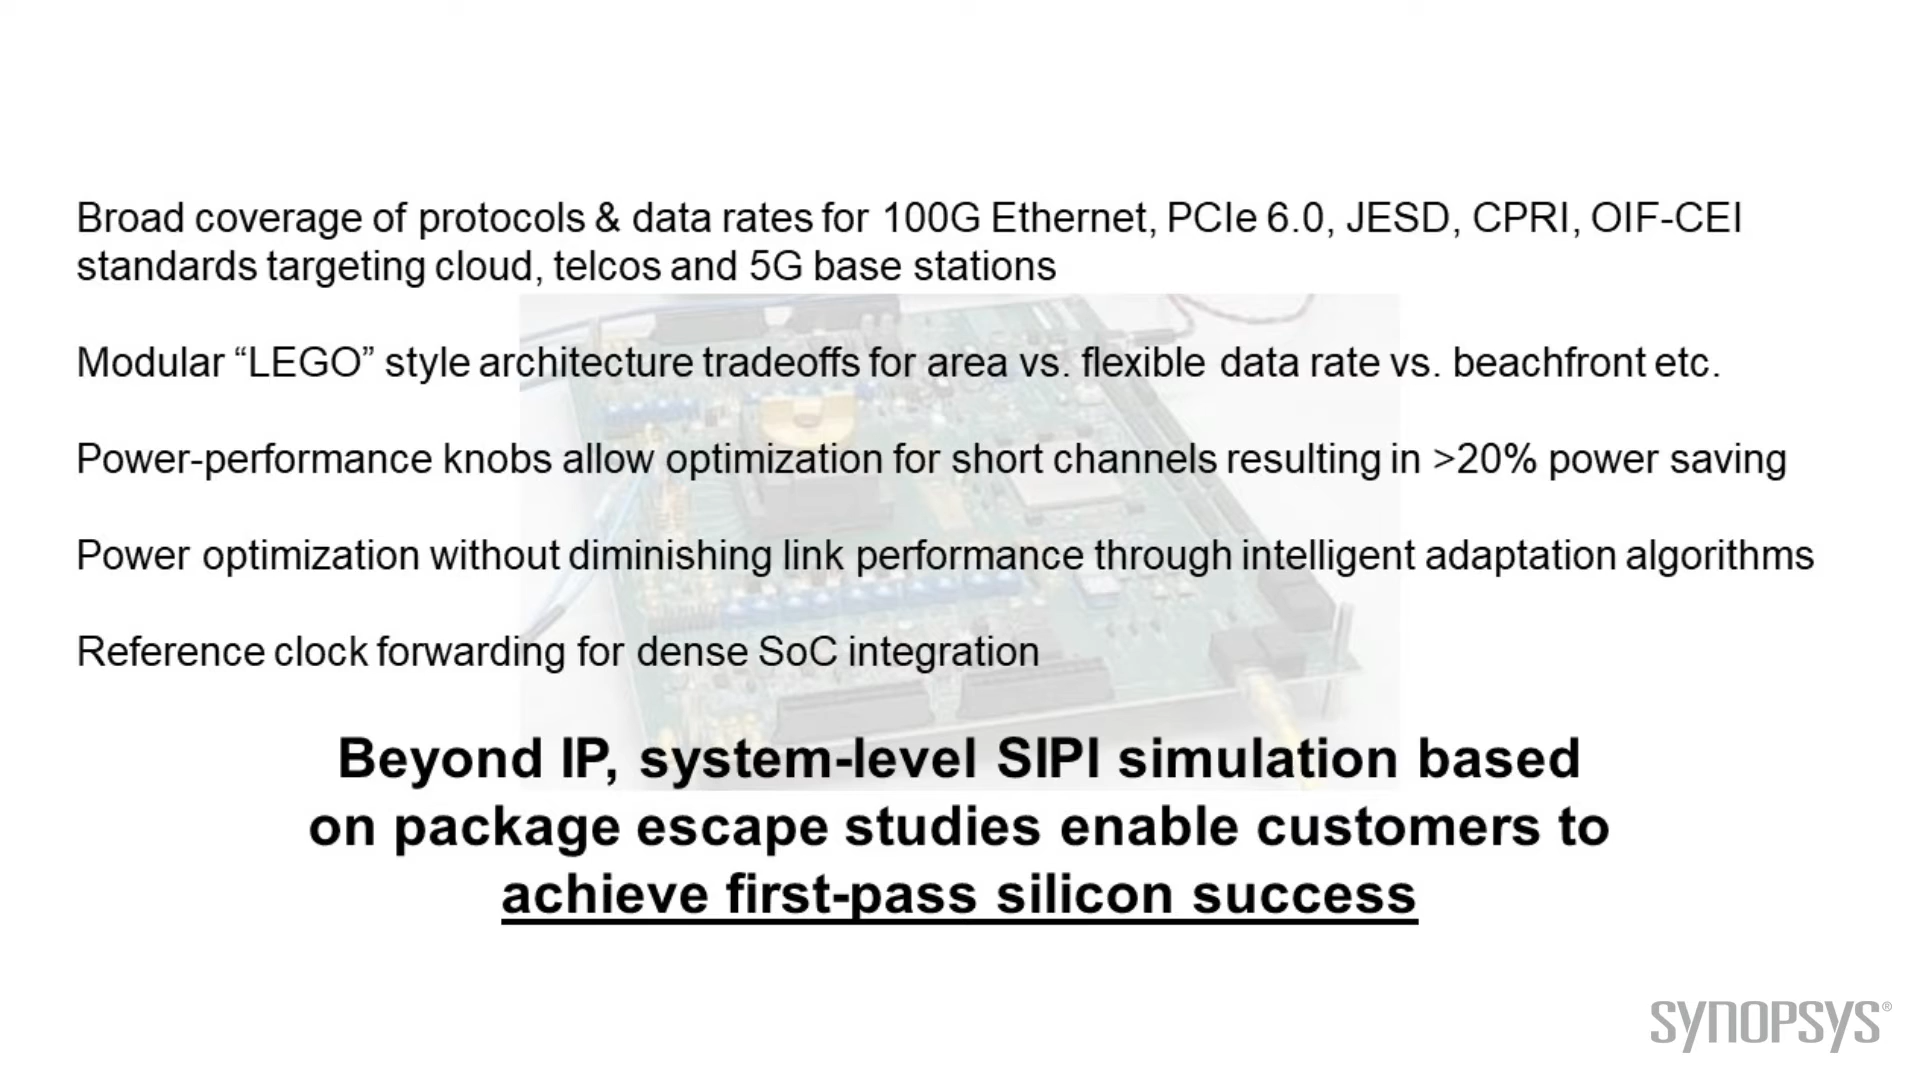 Broad coverage of protocols & data rates for 100G Ethernet, PCIe 6.0, JESD, CPRI, OIF-CEI
standards targeting cloud, telcos and 5G base stations
Modular “LEGO” style architecture tradeoffs for area vs. flexible data rate vs. beachfront etc.
Power-performance knobs allow optimization for short channels resulting in >20% power saving
Power optimization without diminishing link performance through intelligent adaptation algorithms
Reference clock forwarding for dense SoC integration
Beyond IP, system-level SIPI simulation based
on package escape studies enable customers to
achieve first-pass silicon success
SYNOPSYS®